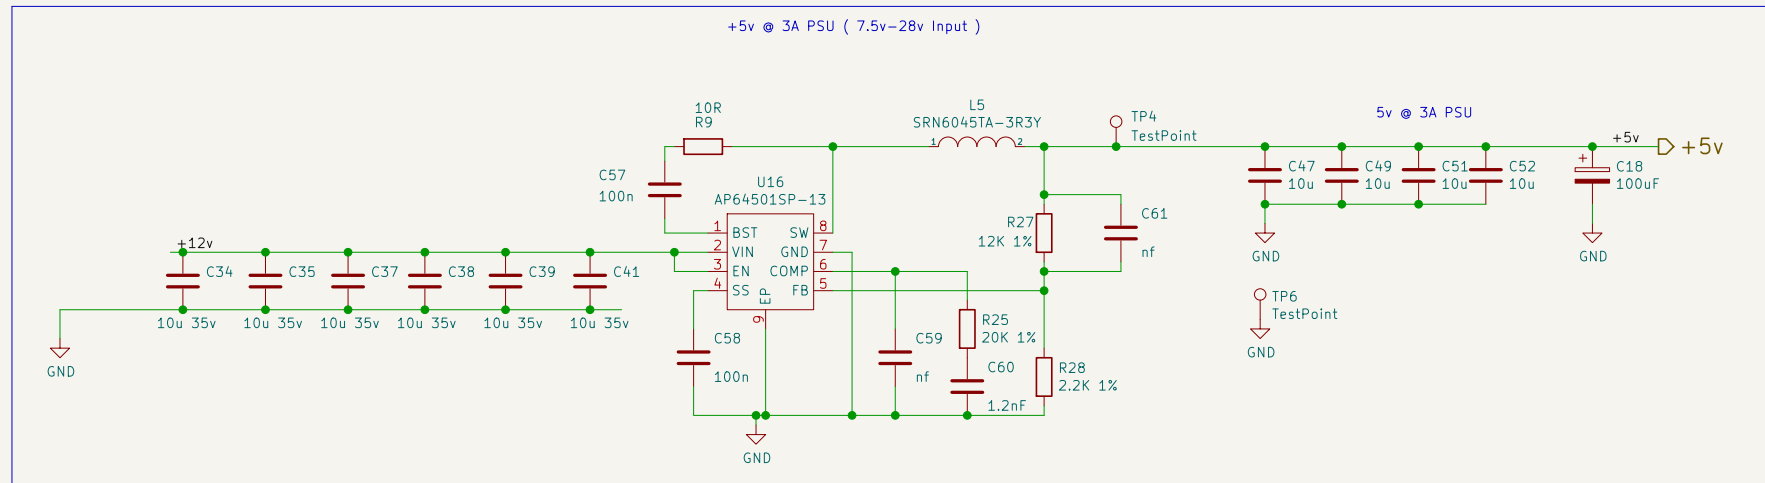 +5v @ 3A PSU ( 7.5v-28v Input )
10R
R9
L5
SRN6045TA-3R3Y
1
2
TP4
TestPoint
5v @ 3A PSU
+5v
+5v
C57
100n
U16
AP64501SP-13
1
BST
SW
8
2
VIN
GND
7
3
EN
COMP
6
4
SS
FB
5
EP
9
R27
12K 1%
C61
nf
C47
10u
C49
10u
C51
10u
C52
10u
+
C18
100uF
GND
GND
+12v
C34
C35
C37
C38
C39
C41
10u 35v
10u 35v
10u 35v
10u 35v
10u 35v
10u 35v
GND
C58
100n
C59
nf
R25
20K 1%
C60
1.2nF
R28
2.2K 1%
TP6
TestPoint
GND
GND